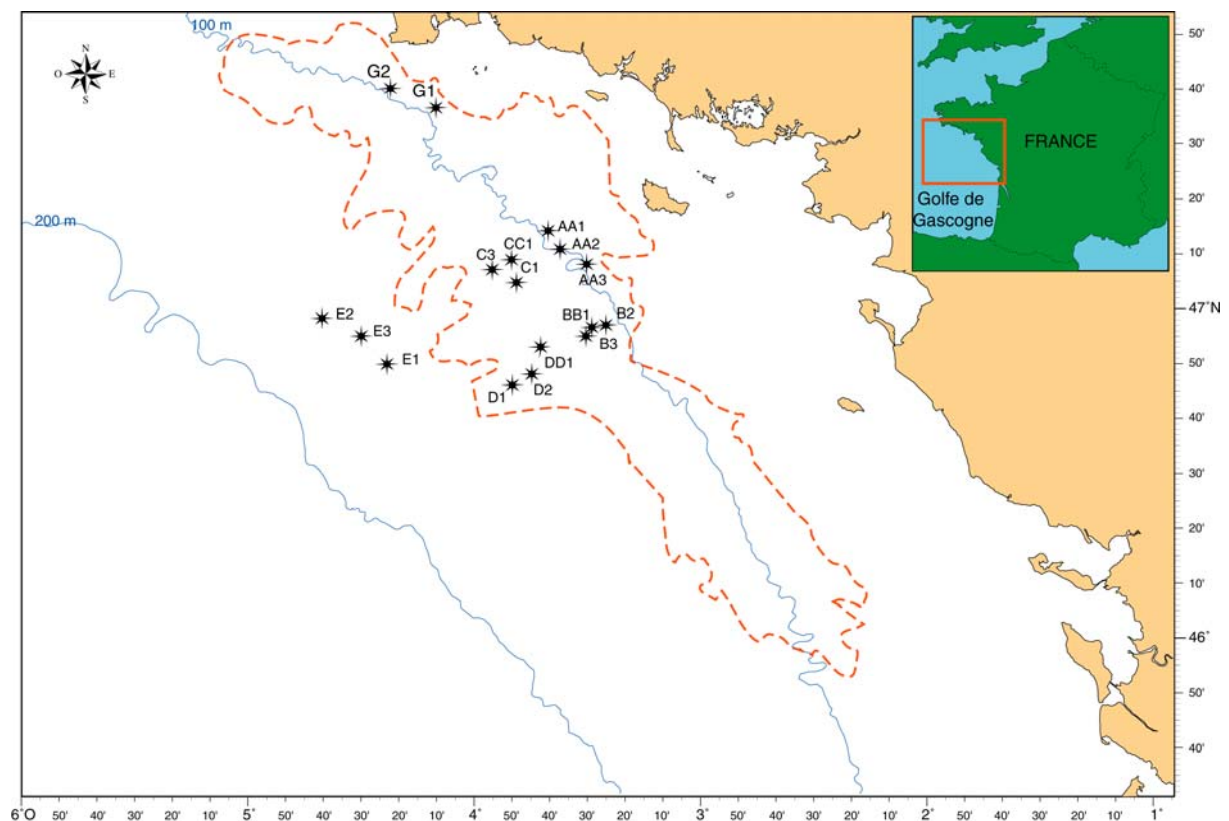 100 m
50'
N
O E
S
G2
G1
40'
30'
FRANCE
20'
Golfe de
Gascogne
200 m
AA1
10'
CC1
AA2
C3
C1
AA3
47°N
E2
BB1
B2
E3
B3
DD1
E1
50'
D1
D2
40'
30'
20'
10'
46°
50'
40'
6°O 50' 40' 30' 20' 10' 5° 50' 40' 30' 20' 10' 4° 50' 40' 30' 20' 10' 3° 50' 40' 30' 20' 10' 2° 50' 40' 30' 20' 10' 1°